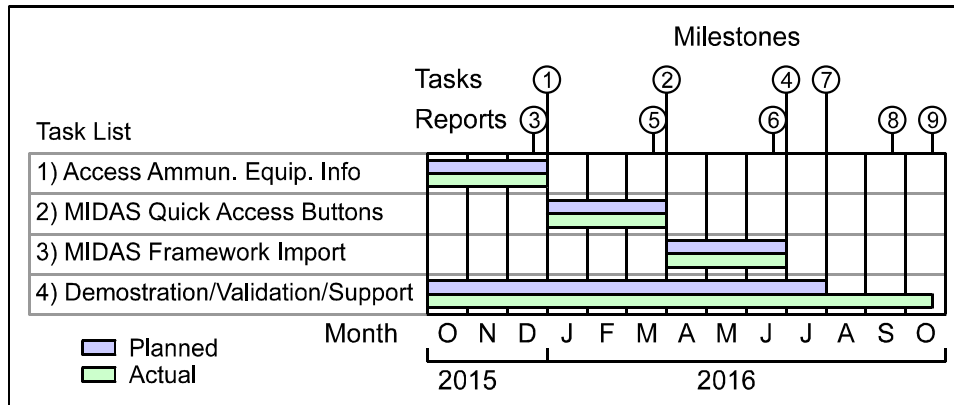 Milestones
Tasks ① ② ④ ⑦
Reports ③ ⑤ ⑥ ⑧ ⑨
Task List
1) Access Ammun. Equip. Info
2) MIDAS Quick Access Buttons
3) MIDAS Framework Import
4) Demostration/Validation/Support
Month O N D J F M A M J J A S O
Planned
Actual
2015 2016